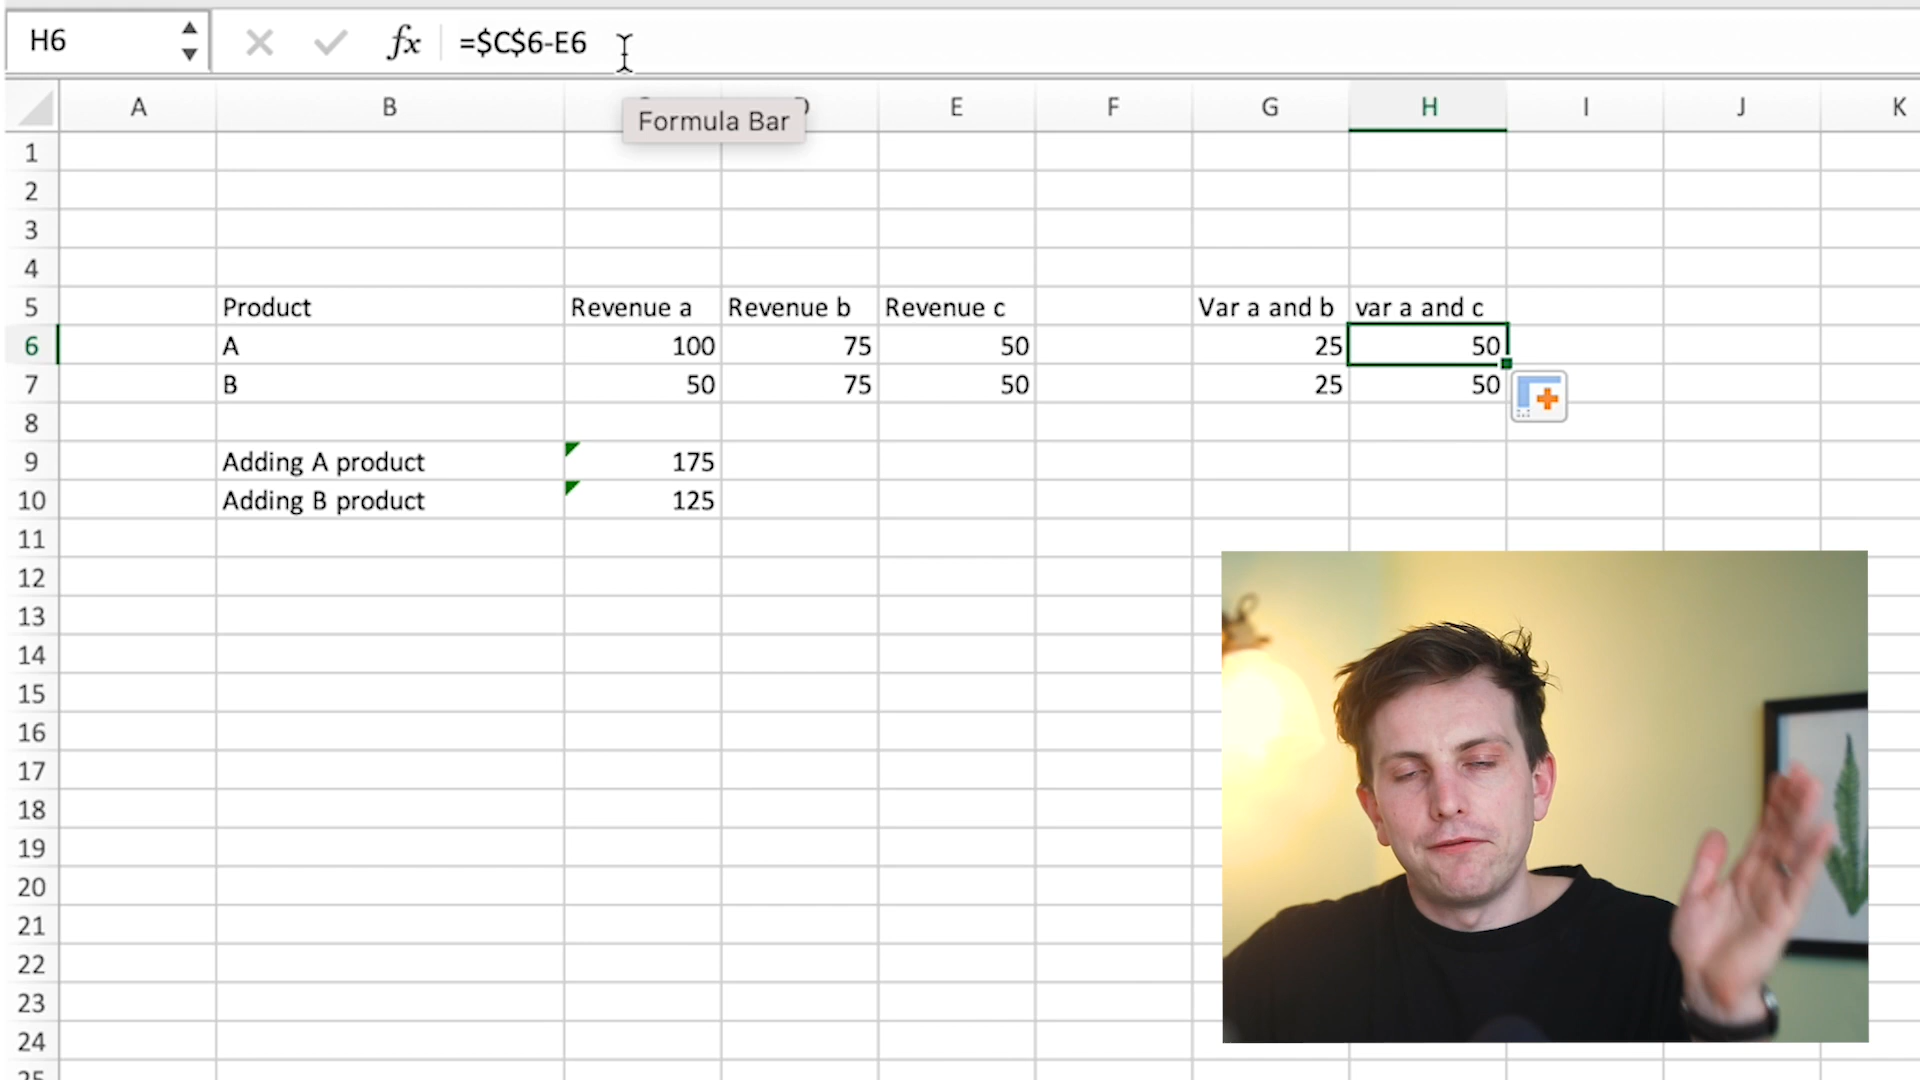 H6 fx =$C$6-E6
Formula Bar
A B D E F G H I J K
1
2
3
4
5 Product Revenue a Revenue b Revenue c Var a and b var a and c
6 A 100 75 50 25 50
7 B 50 75 50 25 50
8
9 Adding A product 175
10 Adding B product 125
11
12
13
14
15
16
17
18
19
20
21
22
23
24
25